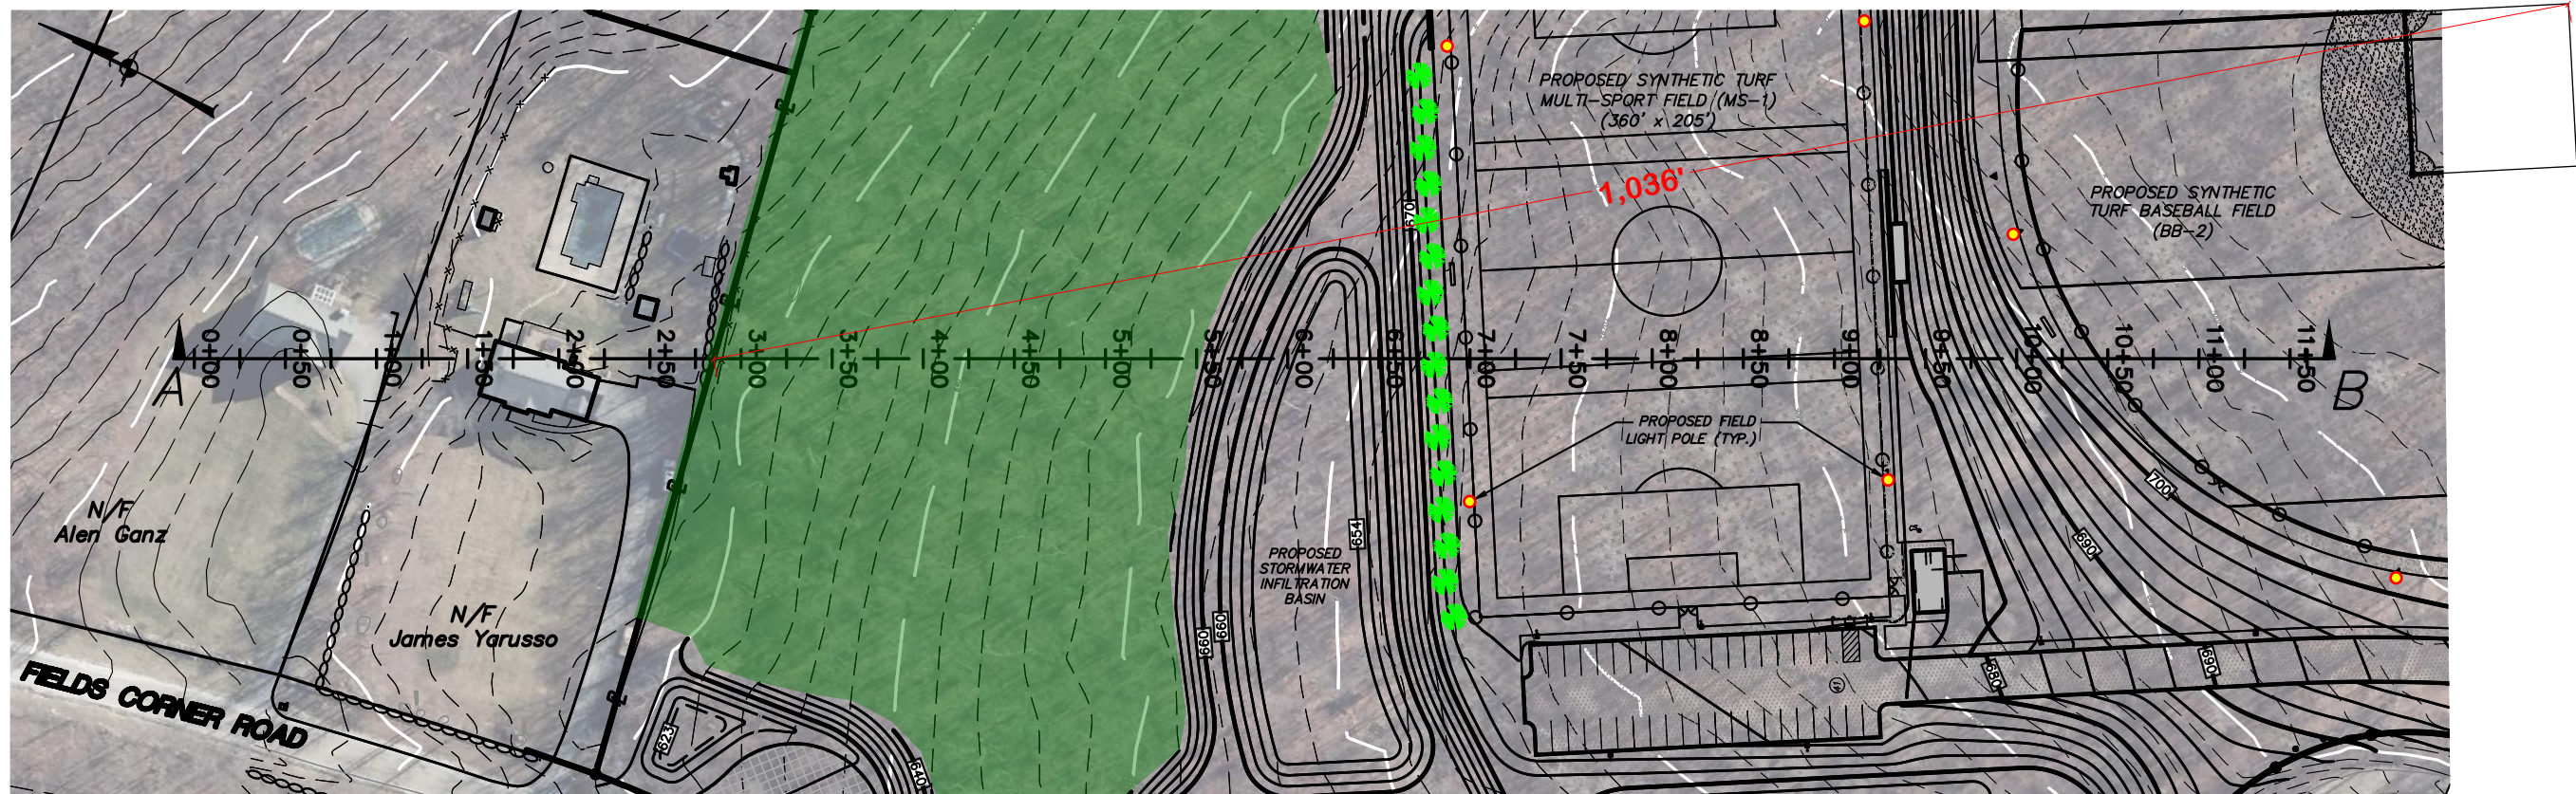 PROPOSED SYNTHETIC TURF
MULTI-SPORT FIELD (MS-1)
(360' x 205')
1,036'
PROPOSED SYNTHETIC
TURF BASEBALL FIELD
(BB-2)
670
A
0+00
0+50
1+00
1+50
2+00
2+50
3+00
3+50
4+00
4+50
5+00
5+50
6+00
6+50
7+00
7+50
8+00
8+50
9+00
9+50
10+00
10+50
11+00
11+50
B
PROPOSED FIELD
LIGHT POLE (TYP.)
700
690
N/F
Alen Ganz
654
PROPOSED
STORMWATER
INFILTRATION
BASIN
N/F
James Yarusso
660
660
FIELDS CORNER ROAD
623
640
680
690